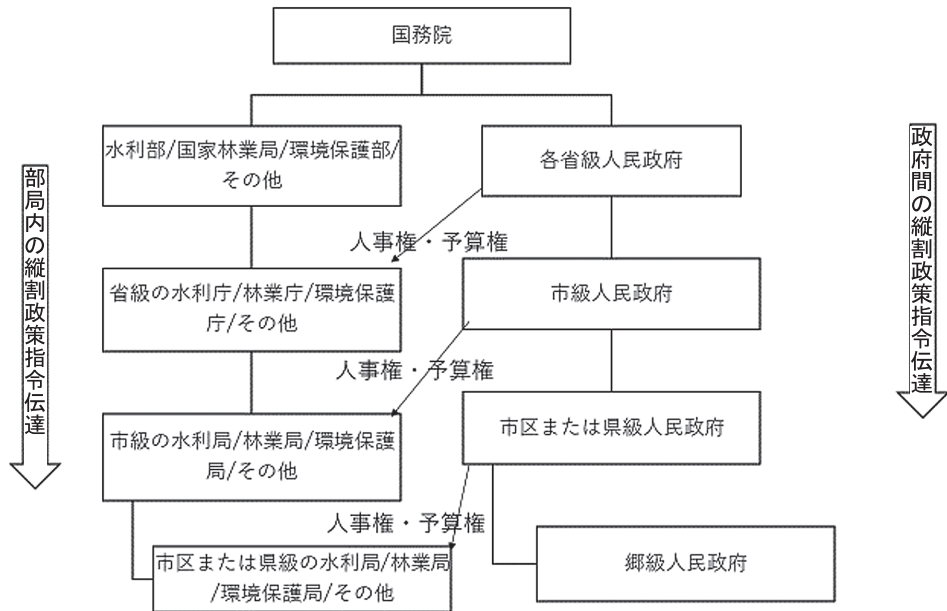 国務院
水利部/国家林業局/環境保護部/
その他
各省級人民政府
人事権・予算権
省級の水利庁/林業庁/環境保護
庁/その他
市級人民政府
人事権・予算権
市級の水利局/林業局/環境保護
局/その他
市区または県級人民政府
人事権・予算権
市区または県級の水利局/林業局
/環境保護局/その他
郷級人民政府
部局内の縦割政策指令伝達
政府間の縦割政策指令伝達